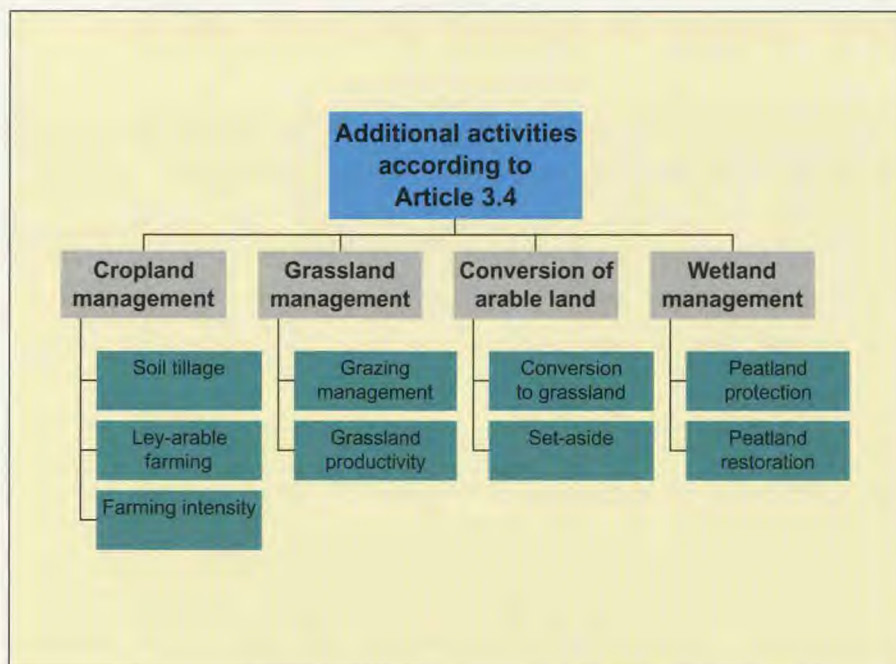 Additional activities
according to
Article 3.4
Cropland
management
Grassland
management
Conversion of
arable land
Wetland
management
Soil tillage
Ley-arable
farming
Farming intensity
Grazing
management
Grassland
productivity
Conversion
to grassland
Set-aside
Peatland
protection
Peatland
restoration